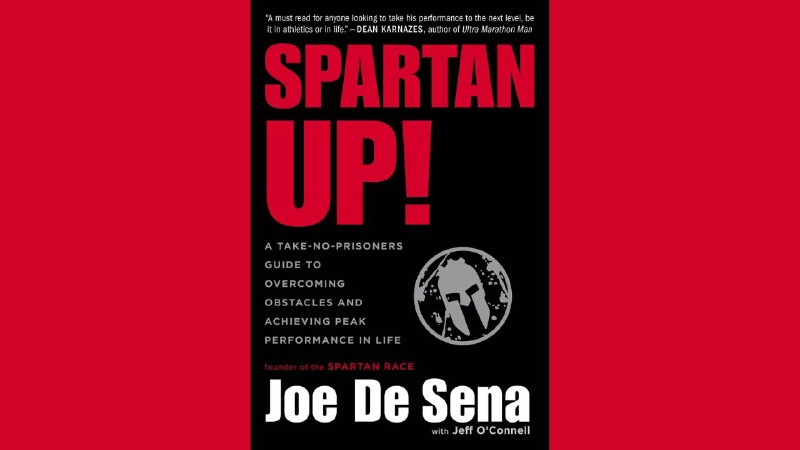 "A must read for anyone looking to take his performance to the next level, be
it in athletics or in life." — DEAN KARNAZES, author of Ultra Marathon Man
SPARTAN
UP!
A TAKE-NO-PRISONERS
GUIDE TO
OVERCOMING
OBSTACLES AND
ACHIEVING PEAK
PERFORMANCE IN LIFE
founder of the SPARTAN RACE
Joe De Sena
with Jeff O'Connell